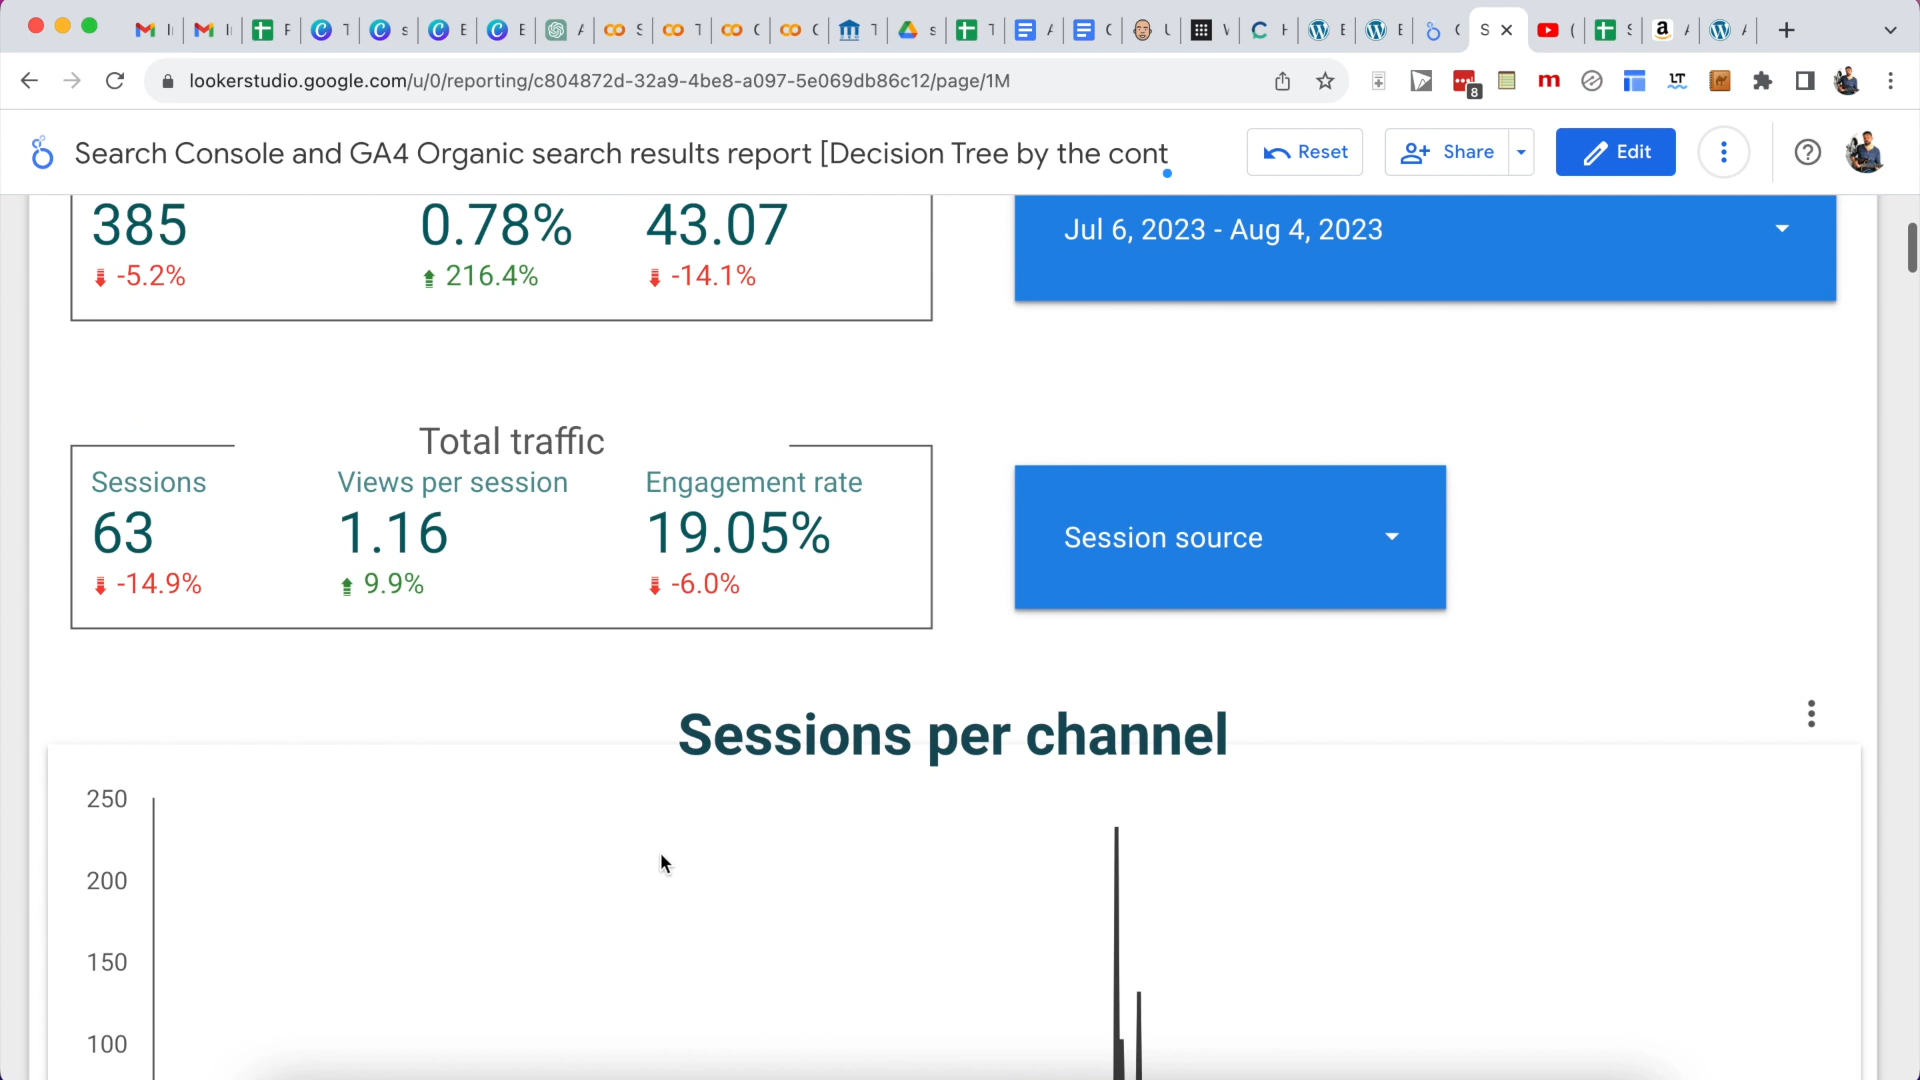 lookerstudio.google.com/u/0/reporting/c804872d-32a9-4be8-a097-5e069db86c12/page/1M
8
Search Console and GA4 Organic search results report [Decision Tree by the cont
Reset
Share
Edit
385
0.78%
43.07
-5.2%
216.4%
-14.1%
Jul 6, 2023 - Aug 4, 2023
Total traffic
Sessions
Views per session
Engagement rate
63
1.16
19.05%
-14.9%
9.9%
-6.0%
Session source
Sessions per channel
250
200
150
100